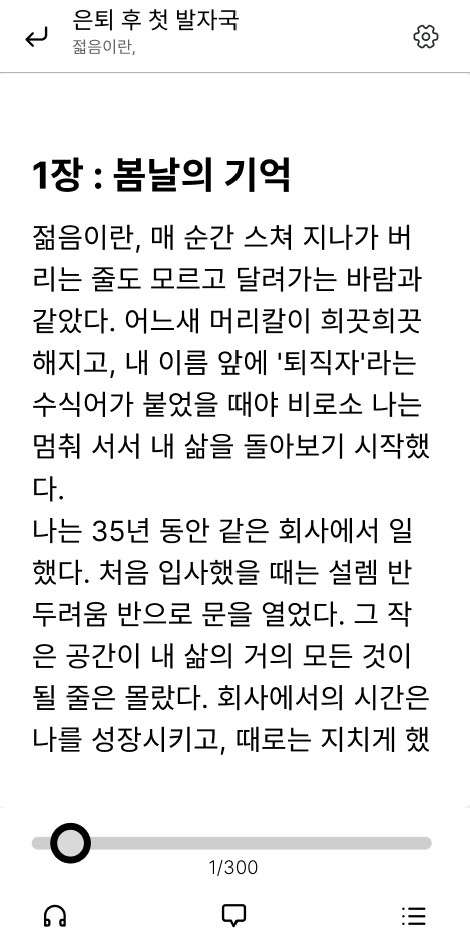 은퇴 후 첫 발자국
젊음이란,
1장 : 봄날의 기억
젊음이란, 매 순간 스쳐 지나가 버
리는 줄도 모르고 달려가는 바람과
같았다. 어느새 머리칼이 희끗희끗
해지고, 내 이름 앞에 '퇴직자'라는
수식어가 붙었을 때야 비로소 나는
멈춰 서서 내 삶을 돌아보기 시작했
다.
나는 35년 동안 같은 회사에서 일
했다. 처음 입사했을 때는 설렘 반
두려움 반으로 문을 열었다. 그 작
은 공간이 내 삶의 거의 모든 것이
될 줄은 몰랐다. 회사에서의 시간은
나를 성장시키고, 때로는 지치게 했
1/300